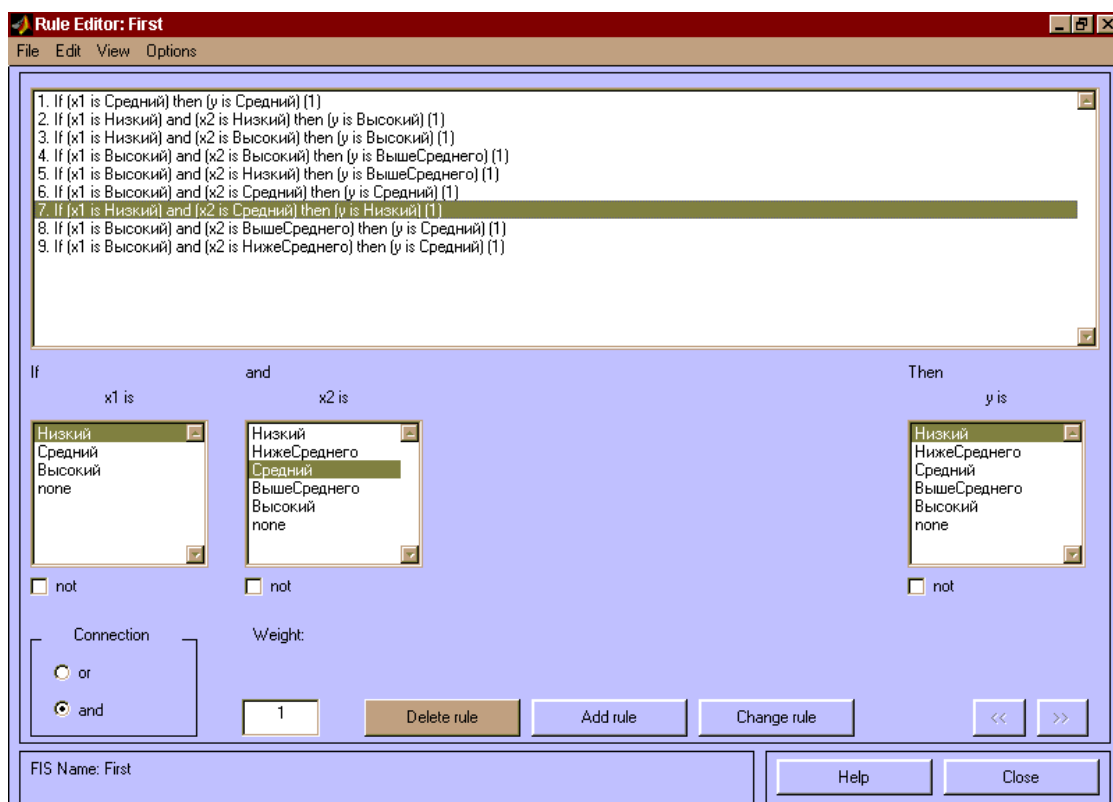 Rule Editor: First
File Edit View Options
1. If (x1 is Средний) then (y is Средний) (1)
2. If (x1 is Низкий) and (x2 is Низкий) then (y is Высокий) (1)
3. If (x1 is Низкий) and (x2 is Высокий) then (y is Высокий) (1)
4. If (x1 is Высокий) and (x2 is Высокий) then (y is ВышеСреднего) (1)
5. If (x1 is Высокий) and (x2 is Низкий) then (y is ВышеСреднего) (1)
6. If (x1 is Высокий) and (x2 is Средний) then (y is Средний) (1)
7. If (x1 is Низкий) and (x2 is Средний) then (y is Низкий) (1)
8. If (x1 is Высокий) and (x2 is ВышеСреднего) then (y is Средний) (1)
9. If (x1 is Высокий) and (x2 is НижеСреднего) then (y is Средний) (1)
If and Then
x1 is x2 is y is
Низкий Низкий Низкий
Средний НижеСреднего НижеСреднего
Высокий Средний Средний
none ВышеСреднего ВышеСреднего
Высокий Высокий
none none
not not not
Connection Weight:
or
and 1 Delete rule Add rule Change rule << >>
FIS Name: First
Help Close